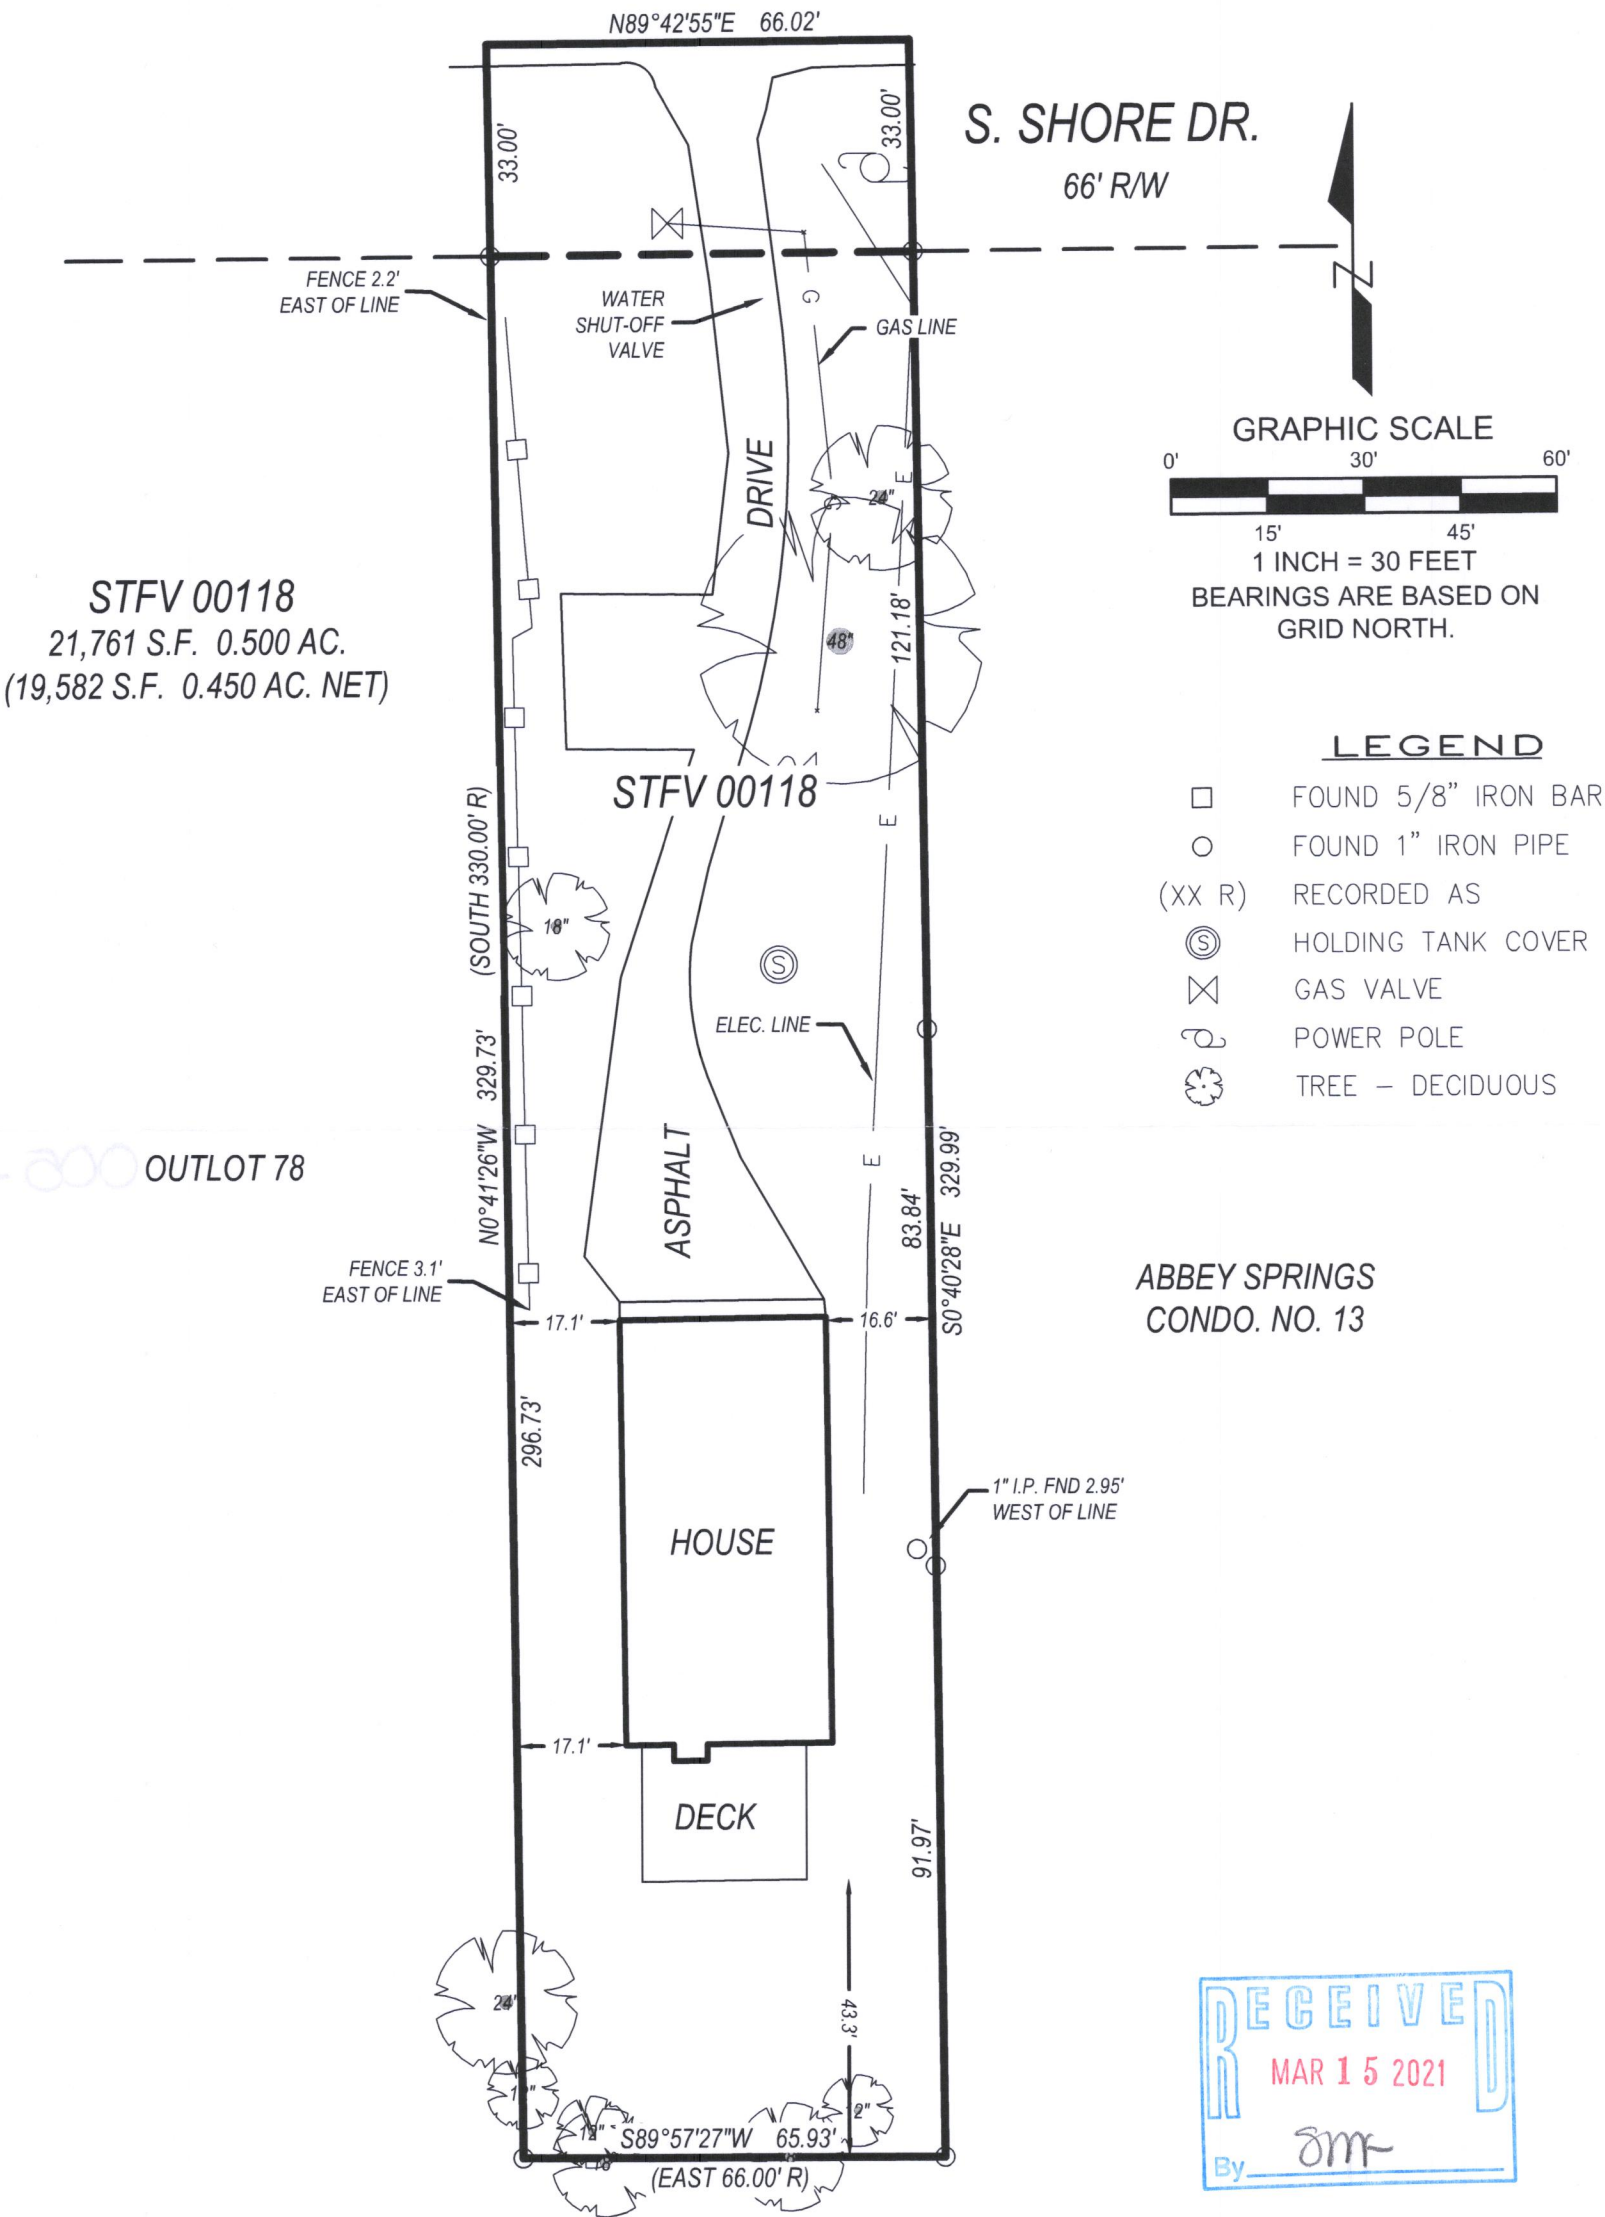 N89°42'55"E 66.02'
33.00'
33.00'
S. SHORE DR.
66' R/W
FENCE 2.2'
EAST OF LINE
WATER
SHUT-OFF
VALVE
G
GAS LINE
N
GRAPHIC SCALE
0' 30' 60'
15' 45'
1 INCH = 30 FEET
BEARINGS ARE BASED ON
GRID NORTH.
DRIVE
E
24"
48"
121.18'
STFV 00118
21,761 S.F. 0.500 AC.
(19,582 S.F. 0.450 AC. NET)
LEGEND
FOUND 5/8" IRON BAR
FOUND 1" IRON PIPE
(XX R) RECORDED AS
S HOLDING TANK COVER
GAS VALVE
POWER POLE
TREE – DECIDUOUS
STFV 00118
E
(SOUTH 330.00' R)
18"
S
ELEC. LINE
N0°41'26"W 329.73'
OUTLOT 78
ASPHALT
E
83.84'
S0°40'28"E 329.99'
FENCE 3.1'
EAST OF LINE
17.1'
16.6'
ABBEY SPRINGS
CONDO. NO. 13
296.73'
HOUSE
1" I.P. FND 2.95'
WEST OF LINE
17.1'
DECK
91.97'
43.3'
24"
12"
S89°57'27"W 65.93'
(EAST 66.00' R)
RECEIVED
MAR 15 2021
By smr